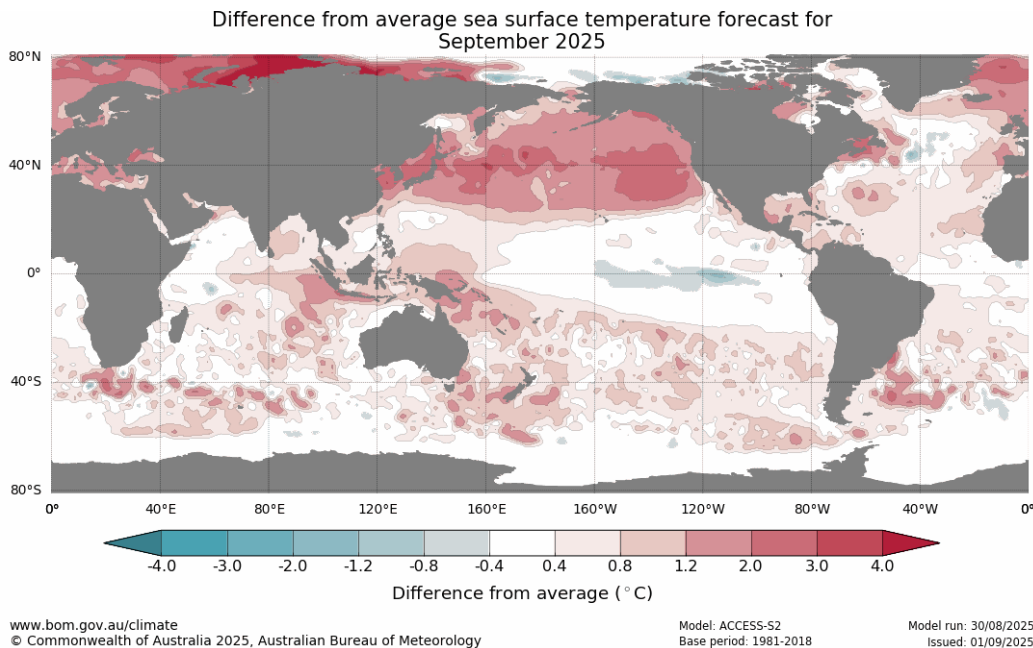 Difference from average sea surface temperature forecast for
September 2025
80°N
40°N
0°
40°S
80°S
0° 40°E 80°E 120°E 160°E 160°W 120°W 80°W 40°W 0°
-4.0 -3.0 -2.0 -1.2 -0.8 -0.4 0.4 0.8 1.2 2.0 3.0 4.0
Difference from average (°C)
www.bom.gov.au/climate
© Commonwealth of Australia 2025, Australian Bureau of Meteorology
Model: ACCESS-S2
Base period: 1981-2018
Model run: 30/08/2025
Issued: 01/09/2025